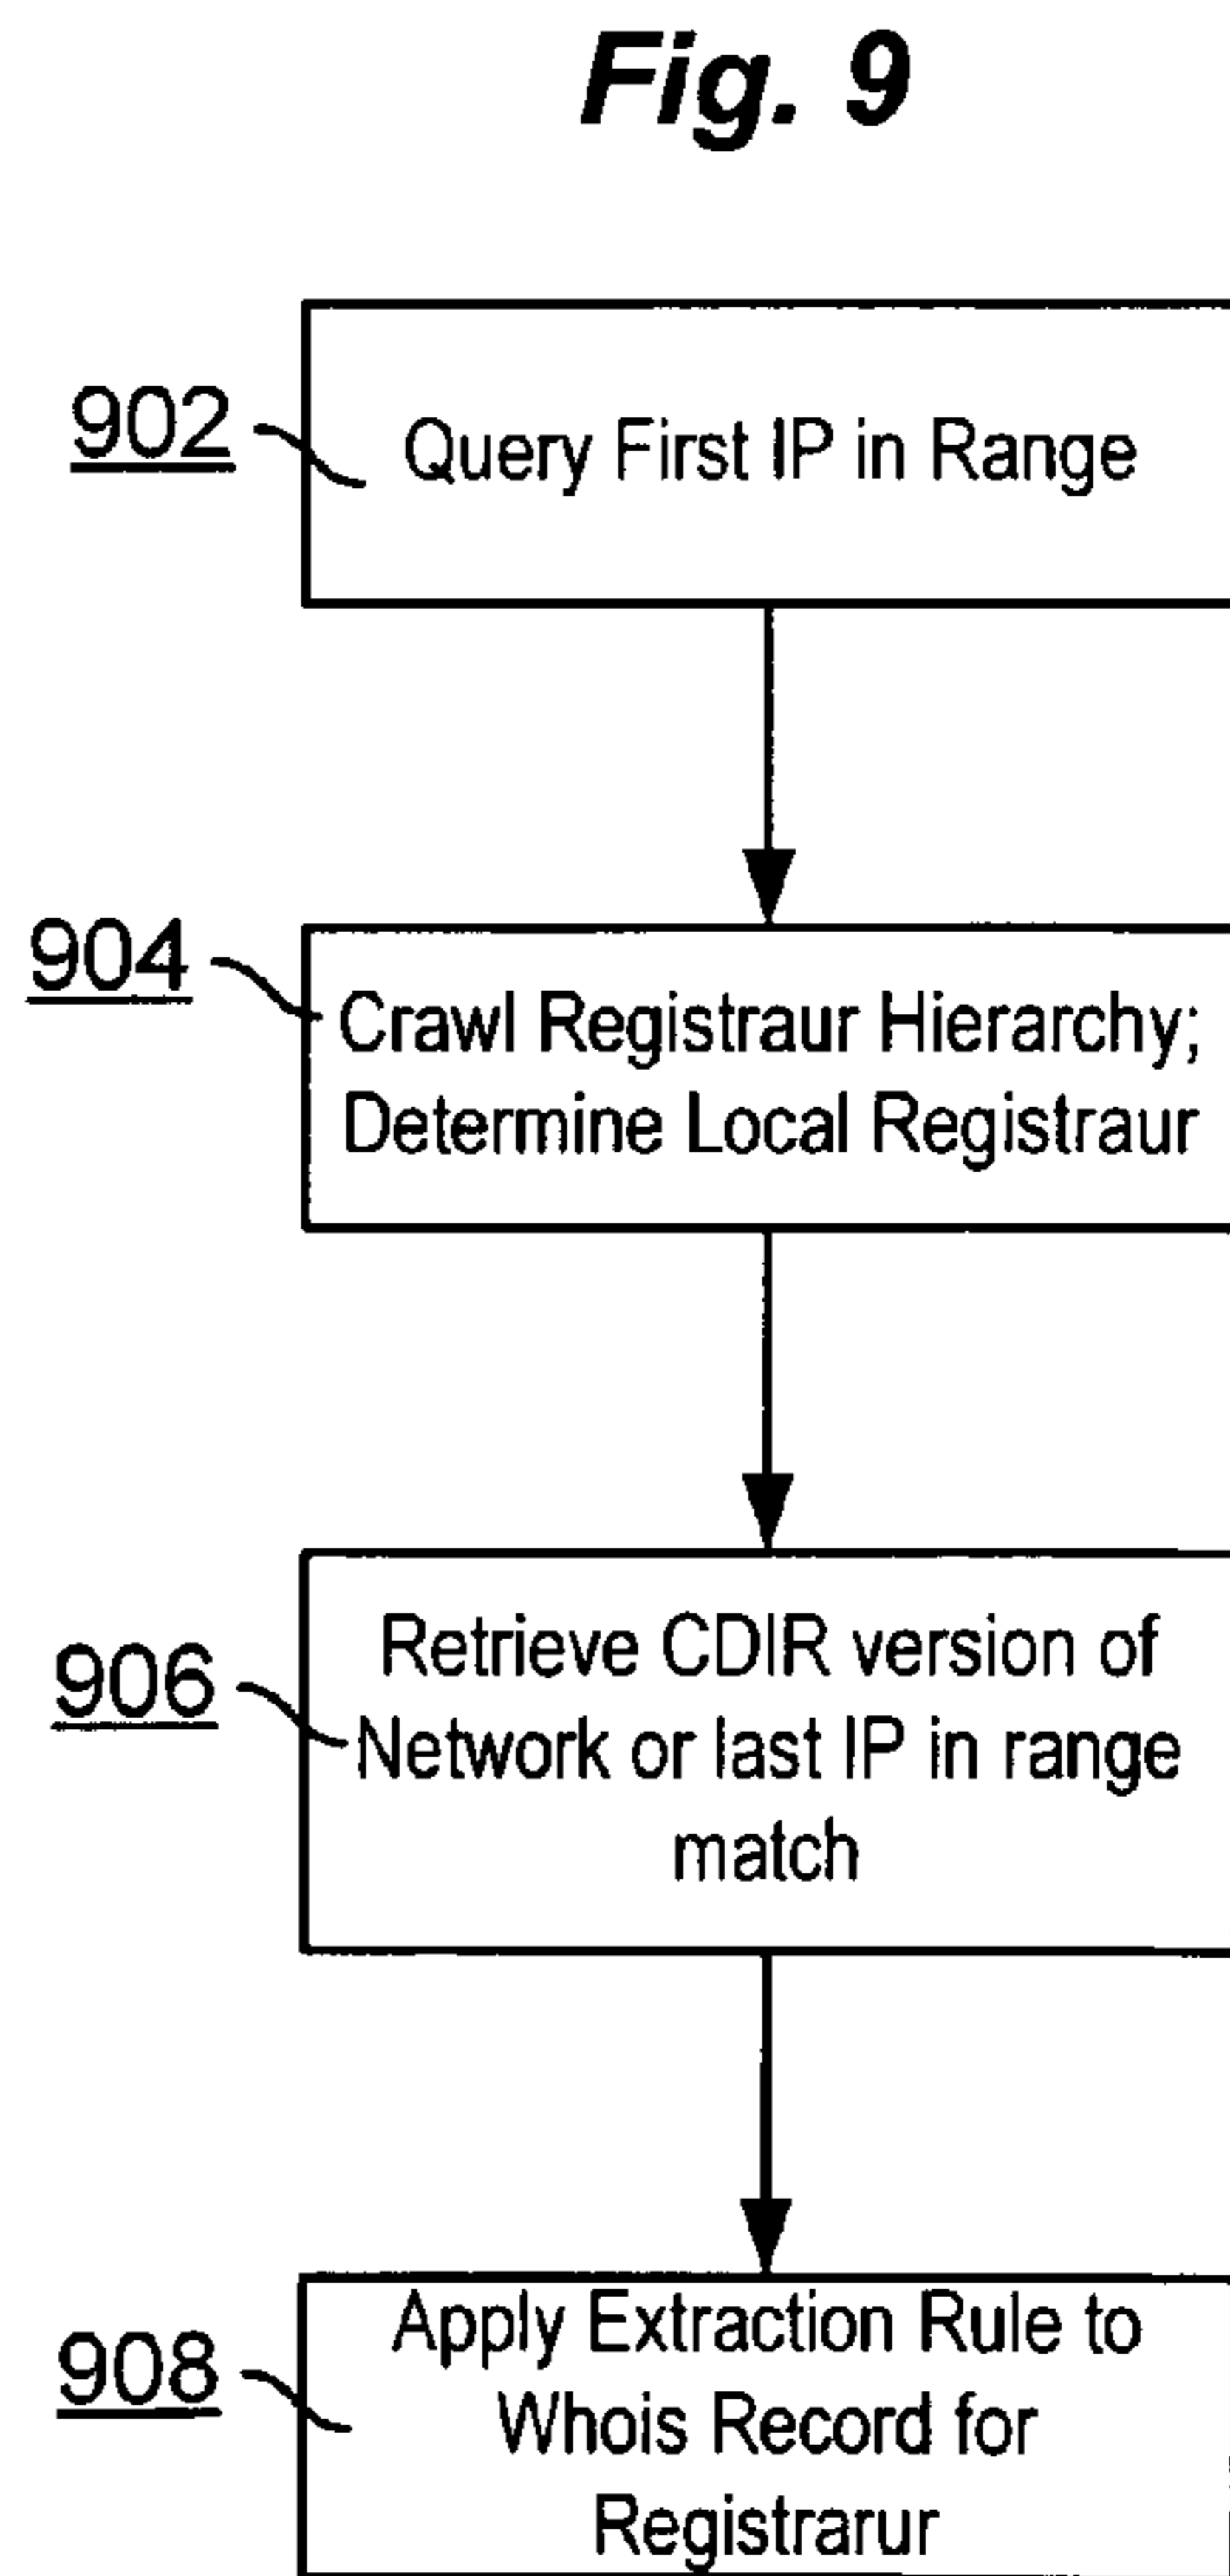 Fig. 9
902
Query First IP in Range
904
Crawl Registraur Hierarchy;
Determine Local Registraur
906
Retrieve CDIR version of
Network or last IP in range
match
908
Apply Extraction Rule to
Whois Record for
Registrarur